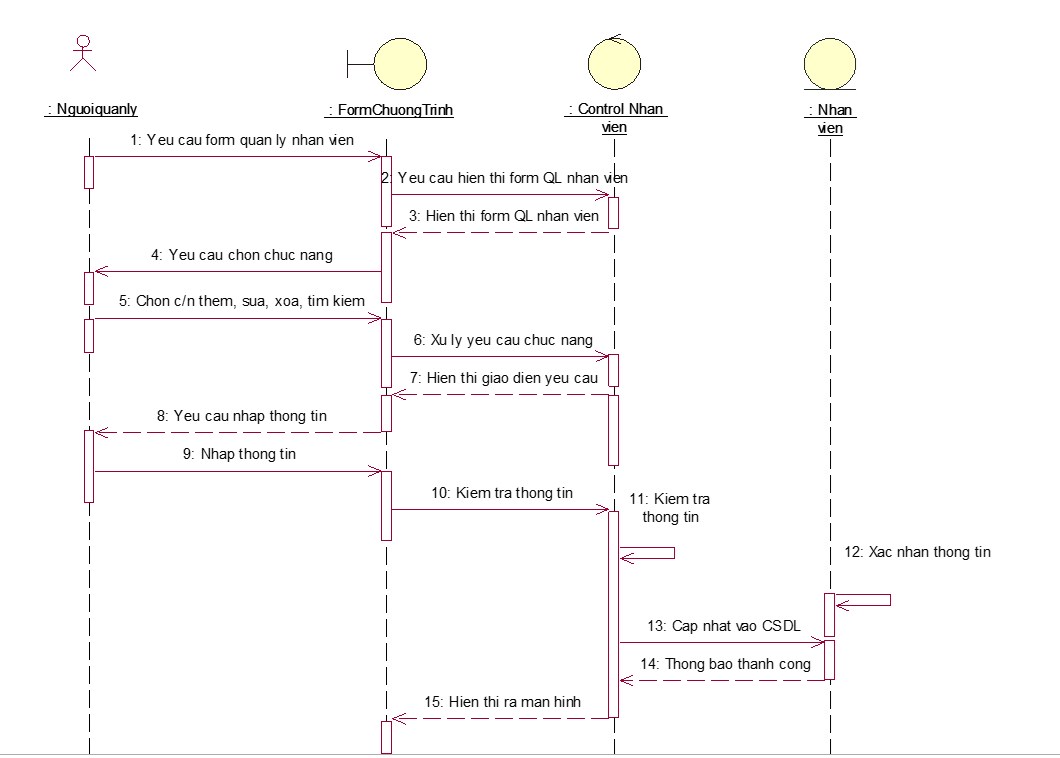 : Nguoiquanly
: FormChuongTrinh
: Control Nhan
vien
: Nhan
vien
1: Yeu cau form quan ly nhan vien
2: Yeu cau hien thi form QL nhan vien
3: Hien thi form QL nhan vien
4: Yeu cau chon chuc nang
5: Chon c/n them, sua, xoa, tim kiem
6: Xu ly yeu cau chuc nang
7: Hien thi giao dien yeu cau
8: Yeu cau nhap thong tin
9: Nhap thong tin
10: Kiem tra thong tin
11: Kiem tra
thong tin
12: Xac nhan thong tin
13: Cap nhat vao CSDL
14: Thong bao thanh cong
15: Hien thi ra man hinh